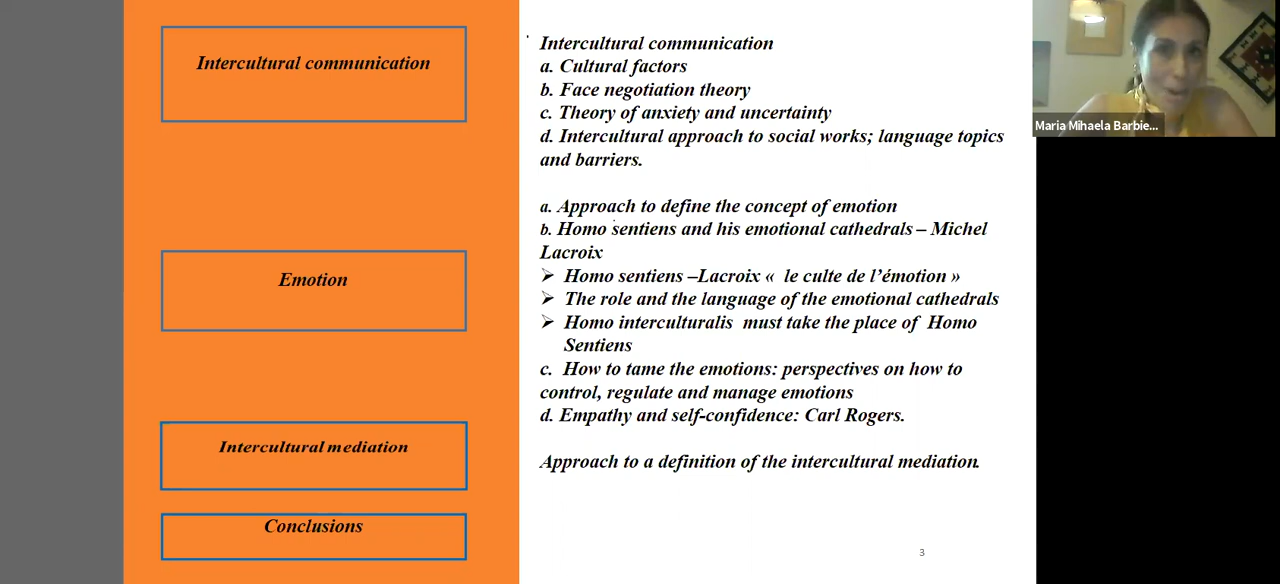 Intercultural communication
Emotion
Intercultural mediation
Conclusions
Intercultural communication
a. Cultural factors
b. Face negotiation theory
c. Theory of anxiety and uncertainty
d. Intercultural approach to social works; language topics
and barriers.
a. Approach to define the concept of emotion
b. Homo sentiens and his emotional cathedrals – Michel
Lacroix
➢ Homo sentiens –Lacroix « le culte de l’émotion »
➢ The role and the language of the emotional cathedrals
➢ Homo interculturalis must take the place of Homo
Sentiens
c. How to tame the emotions: perspectives on how to
control, regulate and manage emotions
d. Empathy and self-confidence: Carl Rogers.
Approach to a definition of the intercultural mediation.
3
Maria Mihaela Barbie...